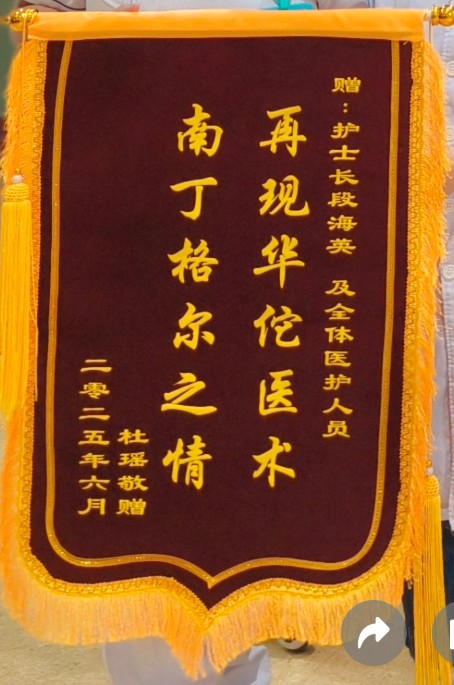 赠：护士长段海英 及全体医护人员
再现华佗医术
南丁格尔之情
杜瑶敬赠
二零二五年六月